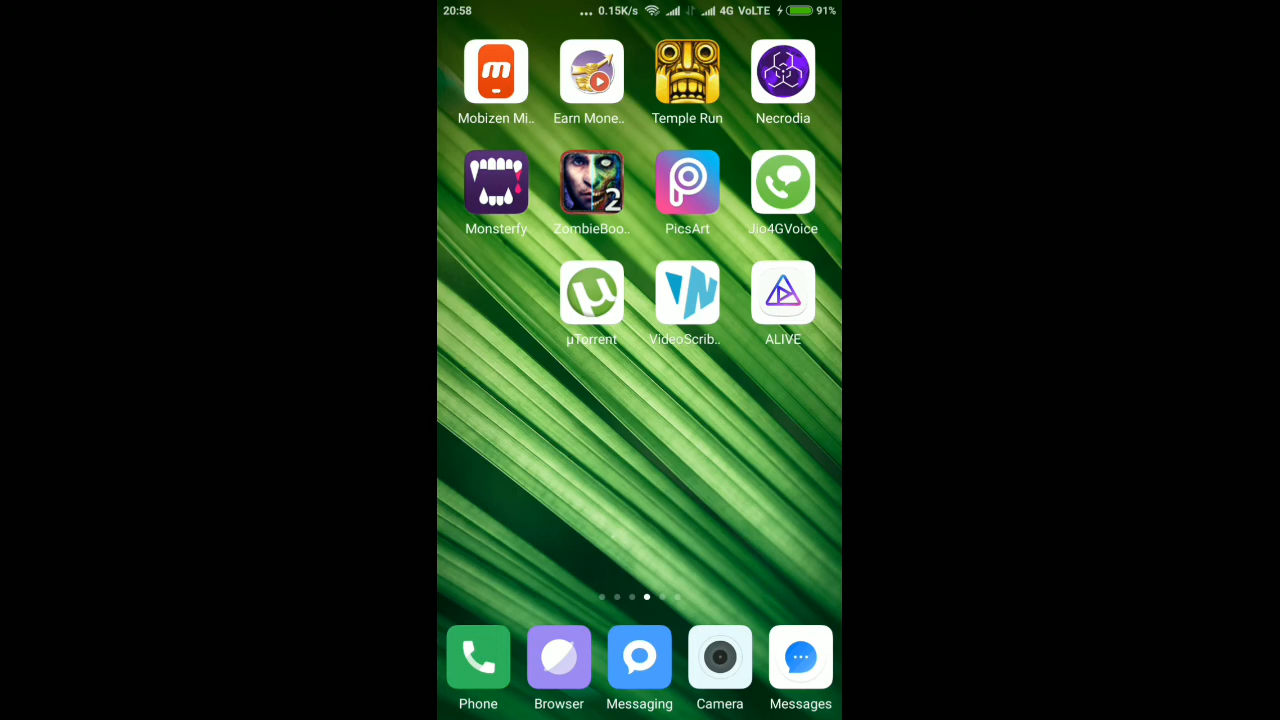 20:58 ... 0.15K/s 4G VoLTE 91%
Mobizen Mi.. Earn Mone.. Temple Run Necrodia
Monsterfy ZombieBoo.. PicsArt Jio4GVoice
µTorrent VideoScrib.. ALIVE
Phone Browser Messaging Camera Messages